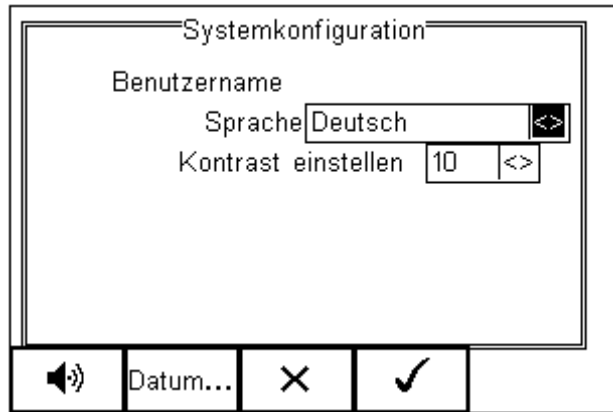 Systemkonfiguration
Benutzername
Sprache Deutsch <>
Kontrast einstellen 10 <>
Datum...